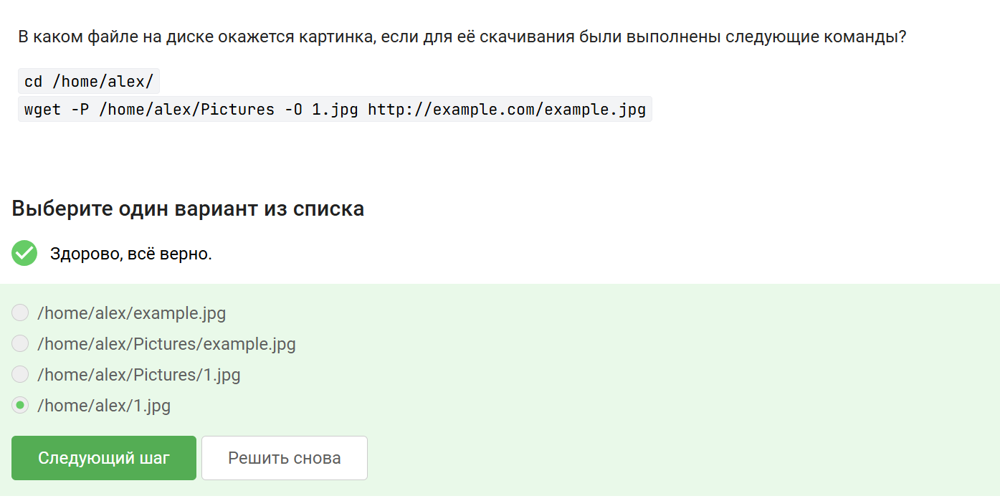 В каком файле на диске окажется картинка, если для её скачивания были выполнены следующие команды?
cd /home/alex/
wget -P /home/alex/Pictures -O 1.jpg http://example.com/example.jpg
Выберите один вариант из списка
Здорово, всё верно.
/home/alex/example.jpg
/home/alex/Pictures/example.jpg
/home/alex/Pictures/1.jpg
/home/alex/1.jpg
Следующий шаг
Решить снова